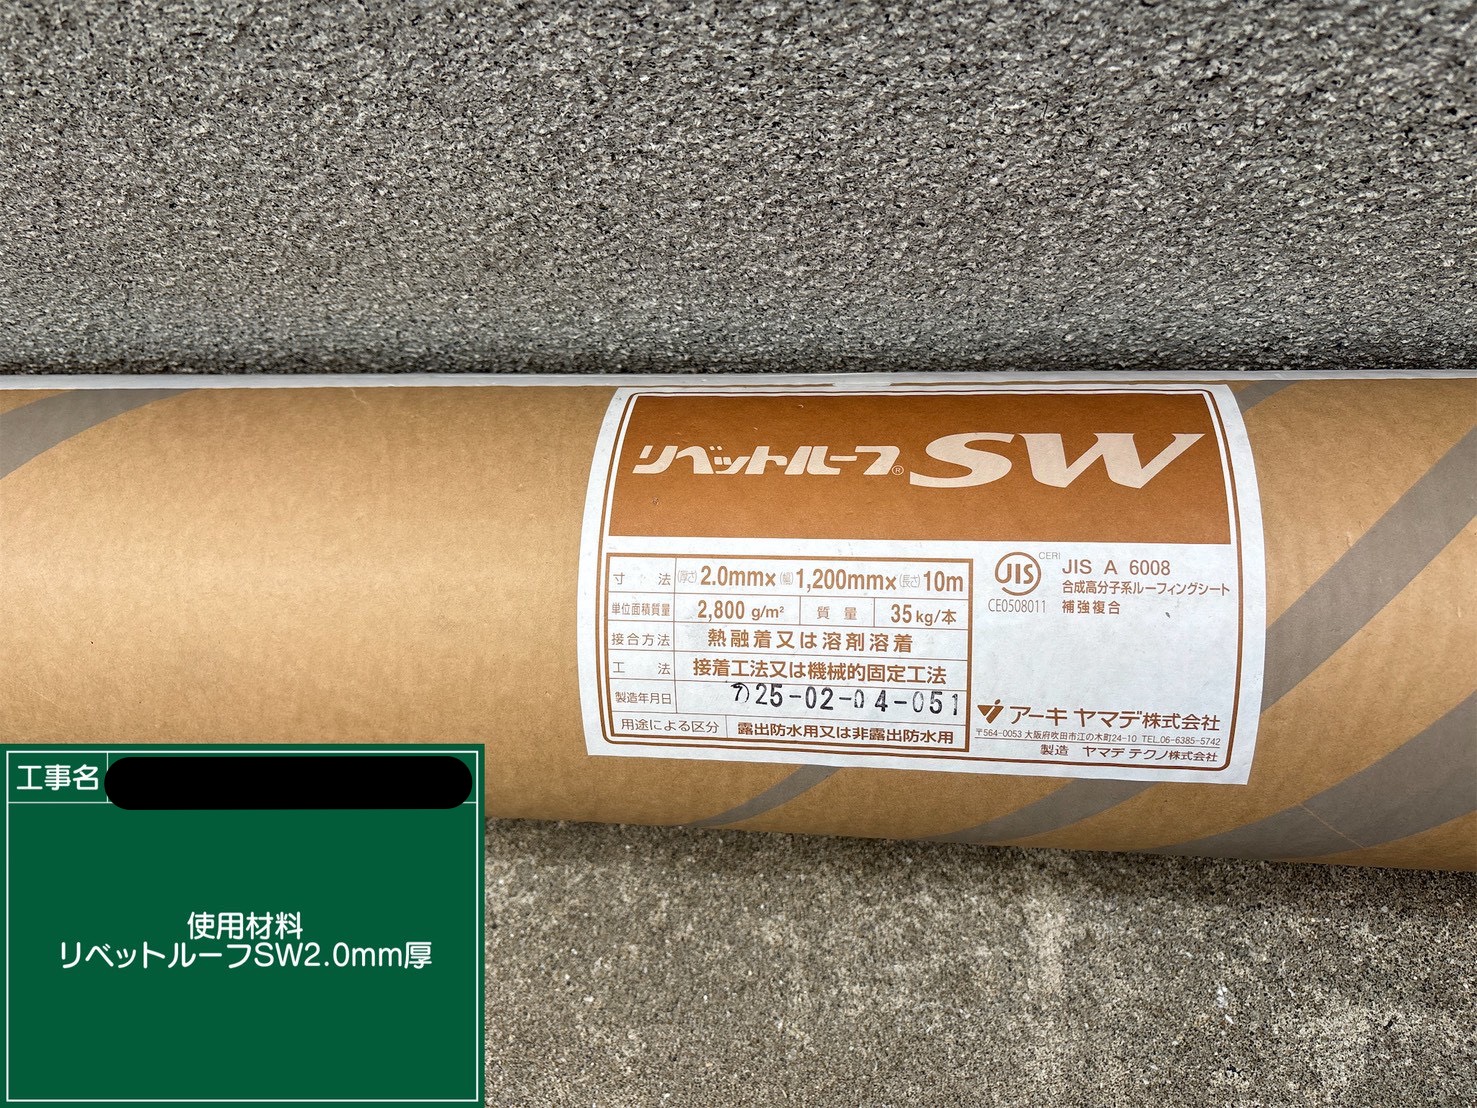 リベットルーフ® SW
寸法 (厚さ)2.0mm×(幅)1,200mm×(長さ)10m
単位面積質量 2,800 g/m² 質量 35kg/本
接合方法 熱融着又は溶剤溶着
工法 接着工法又は機械的固定工法
製造年月日 25-02-04-051
用途による区分 露出防水用又は非露出防水用
JIS CERI JIS A 6008
合成高分子系ルーフィングシート
CE0508011 補強複合
アーキヤマデ株式会社
〒564-0053 大阪府吹田市江の木町24-10 TEL.06-6385-5742
製造 ヤマデテクノ株式会社
工事名
使用材料
リベットルーフSW2.0mm厚